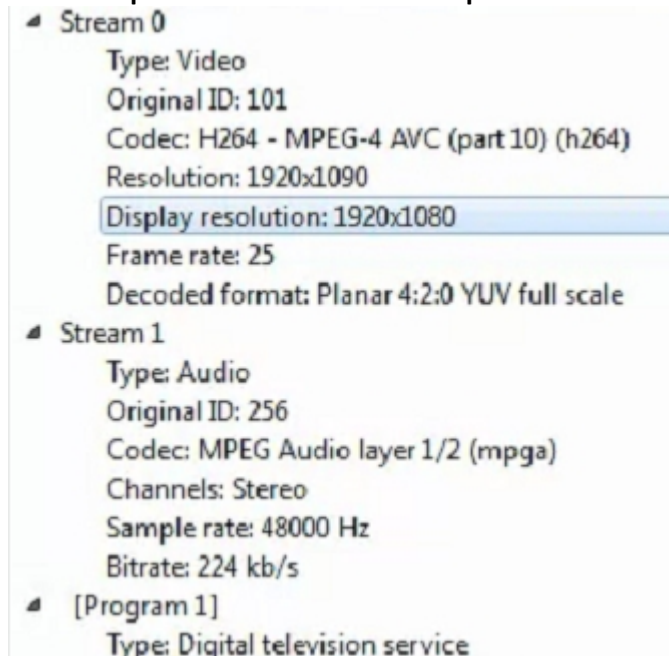 Stream 0
Type: Video
Original ID: 101
Codec: H264 - MPEG-4 AVC (part 10) (h264)
Resolution: 1920x1090
Display resolution: 1920x1080
Frame rate: 25
Decoded format: Planar 4:2:0 YUV full scale
Stream 1
Type: Audio
Original ID: 256
Codec: MPEG Audio layer 1/2 (mpga)
Channels: Stereo
Sample rate: 48000 Hz
Bitrate: 224 kb/s
[Program 1]
Type: Digital television service